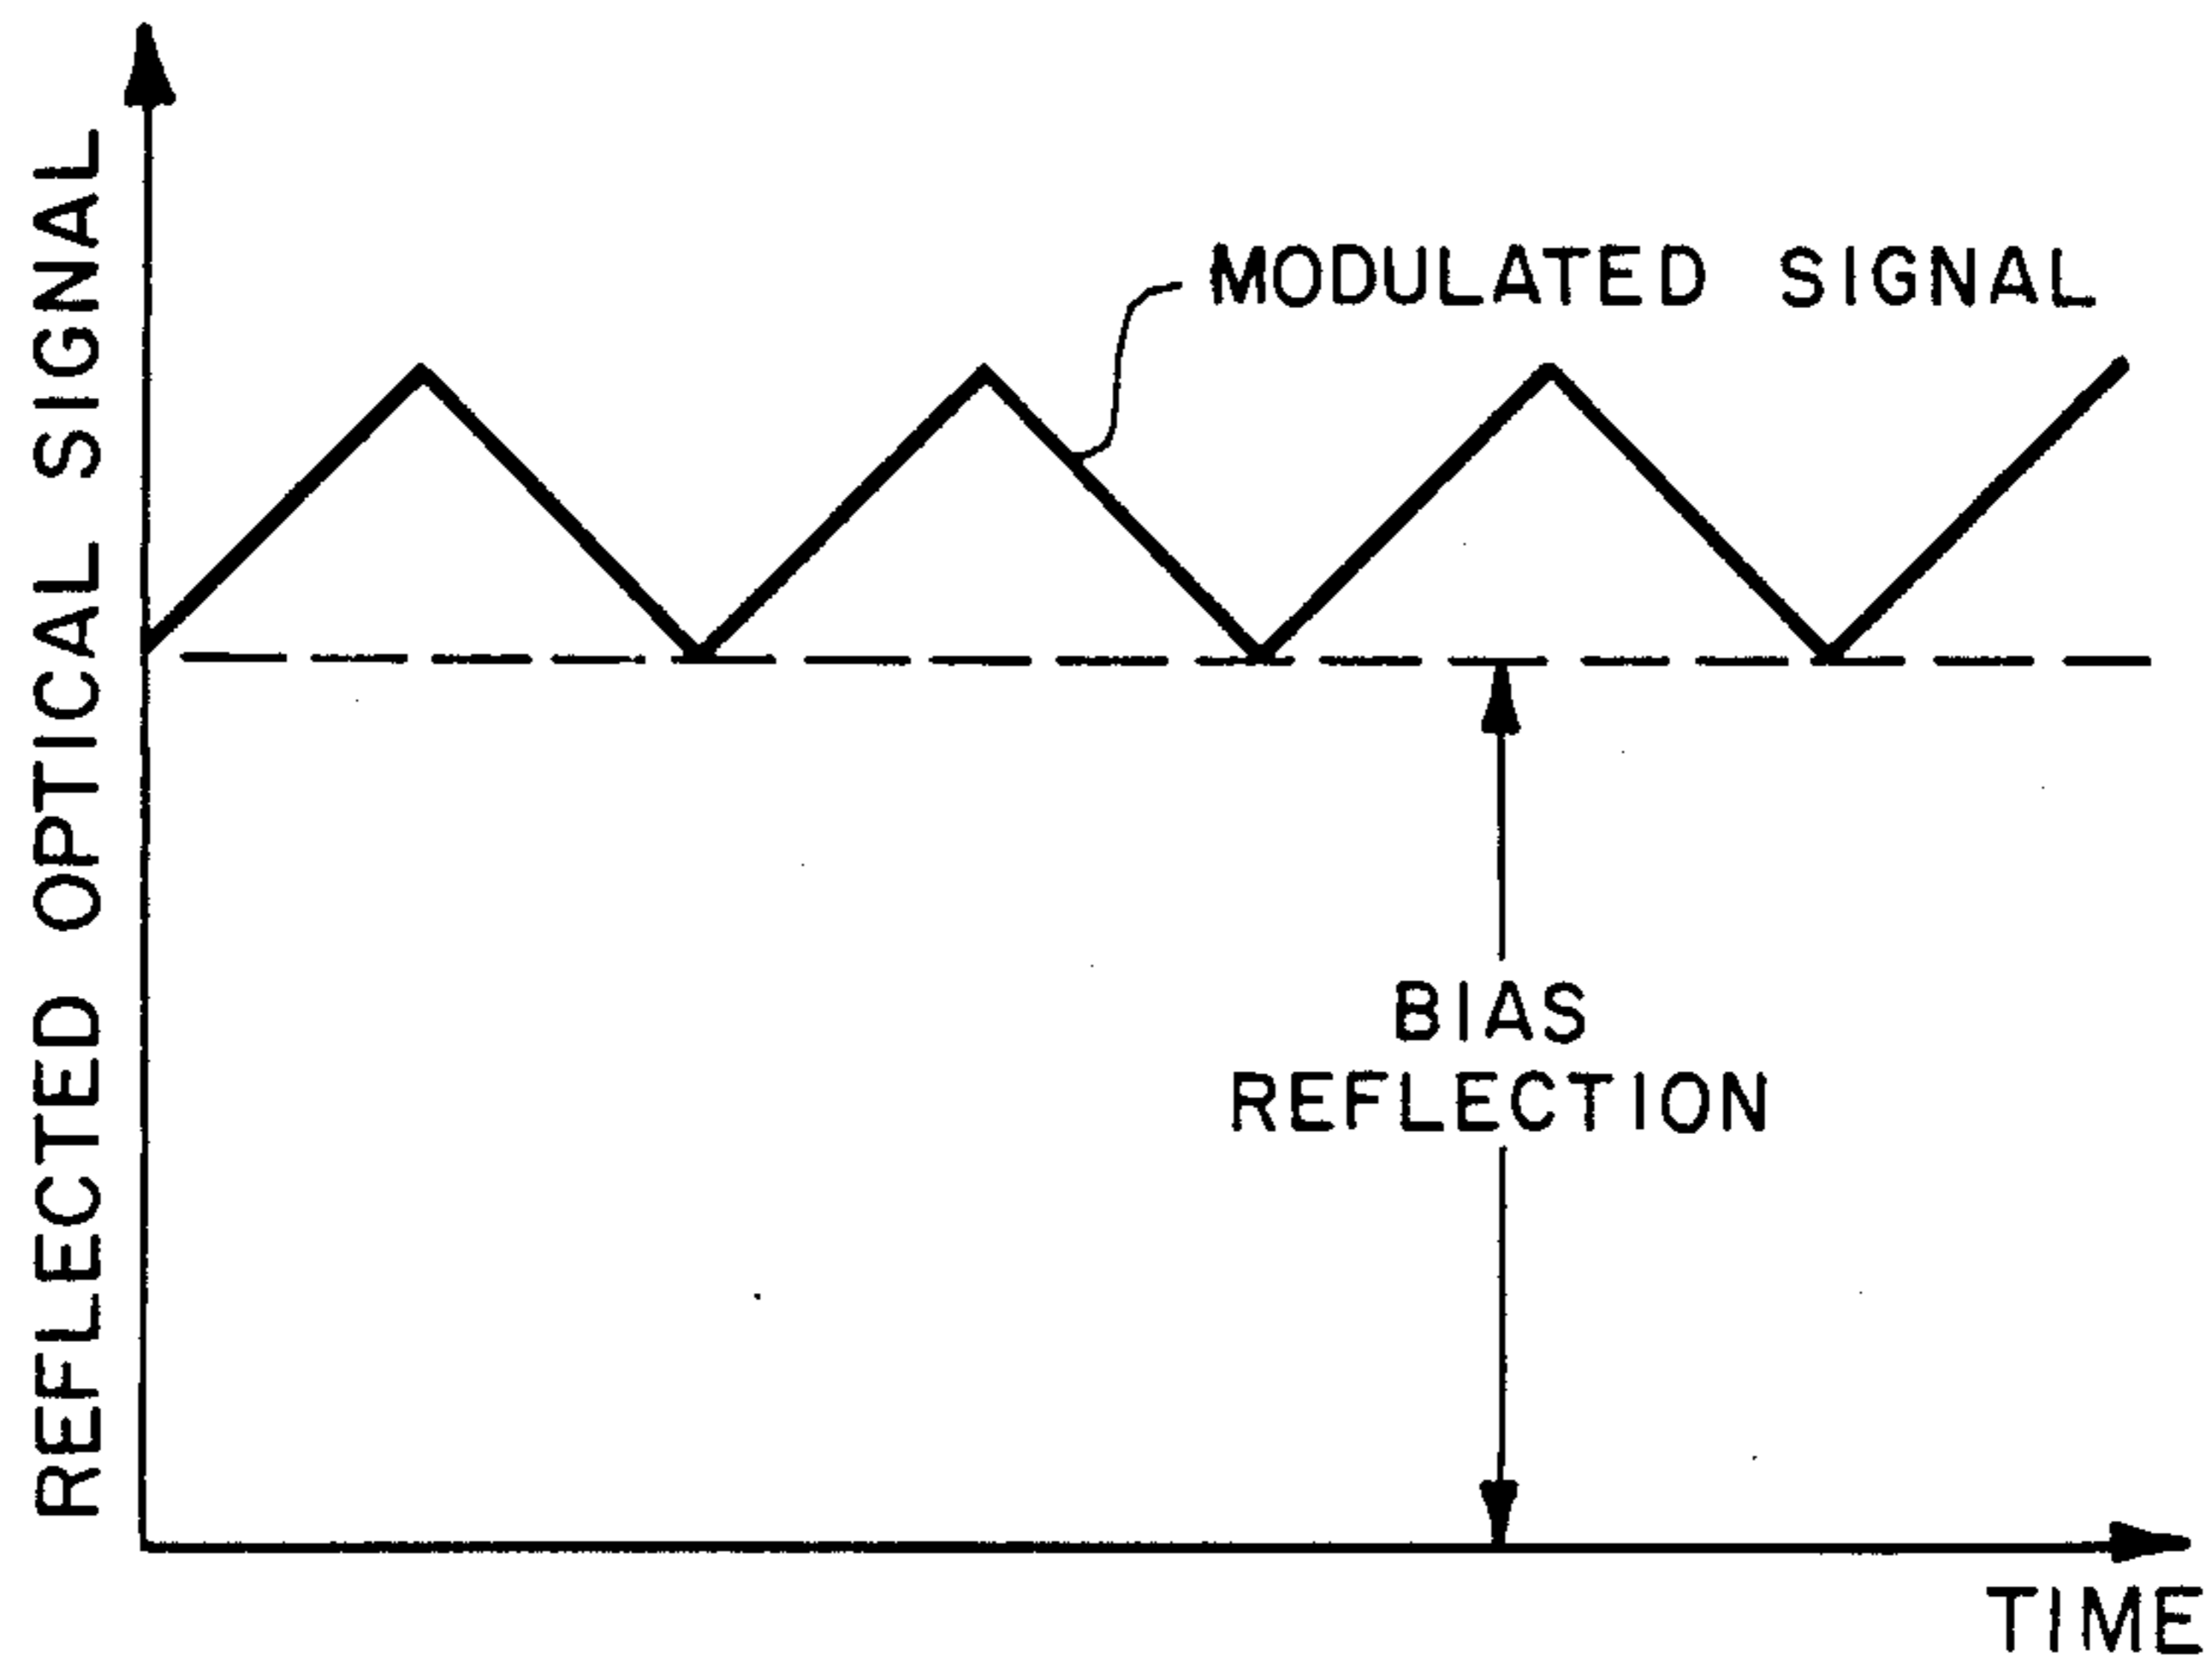 REFLECTED OPTICAL SIGNAL
MODULATED SIGNAL
BIAS
REFLECTION
TIME